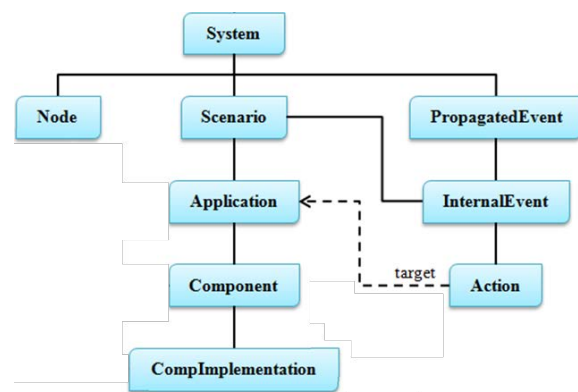 System
Node
Scenario
PropagatedEvent
Application
InternalEvent
target
Component
Action
CompImplementation